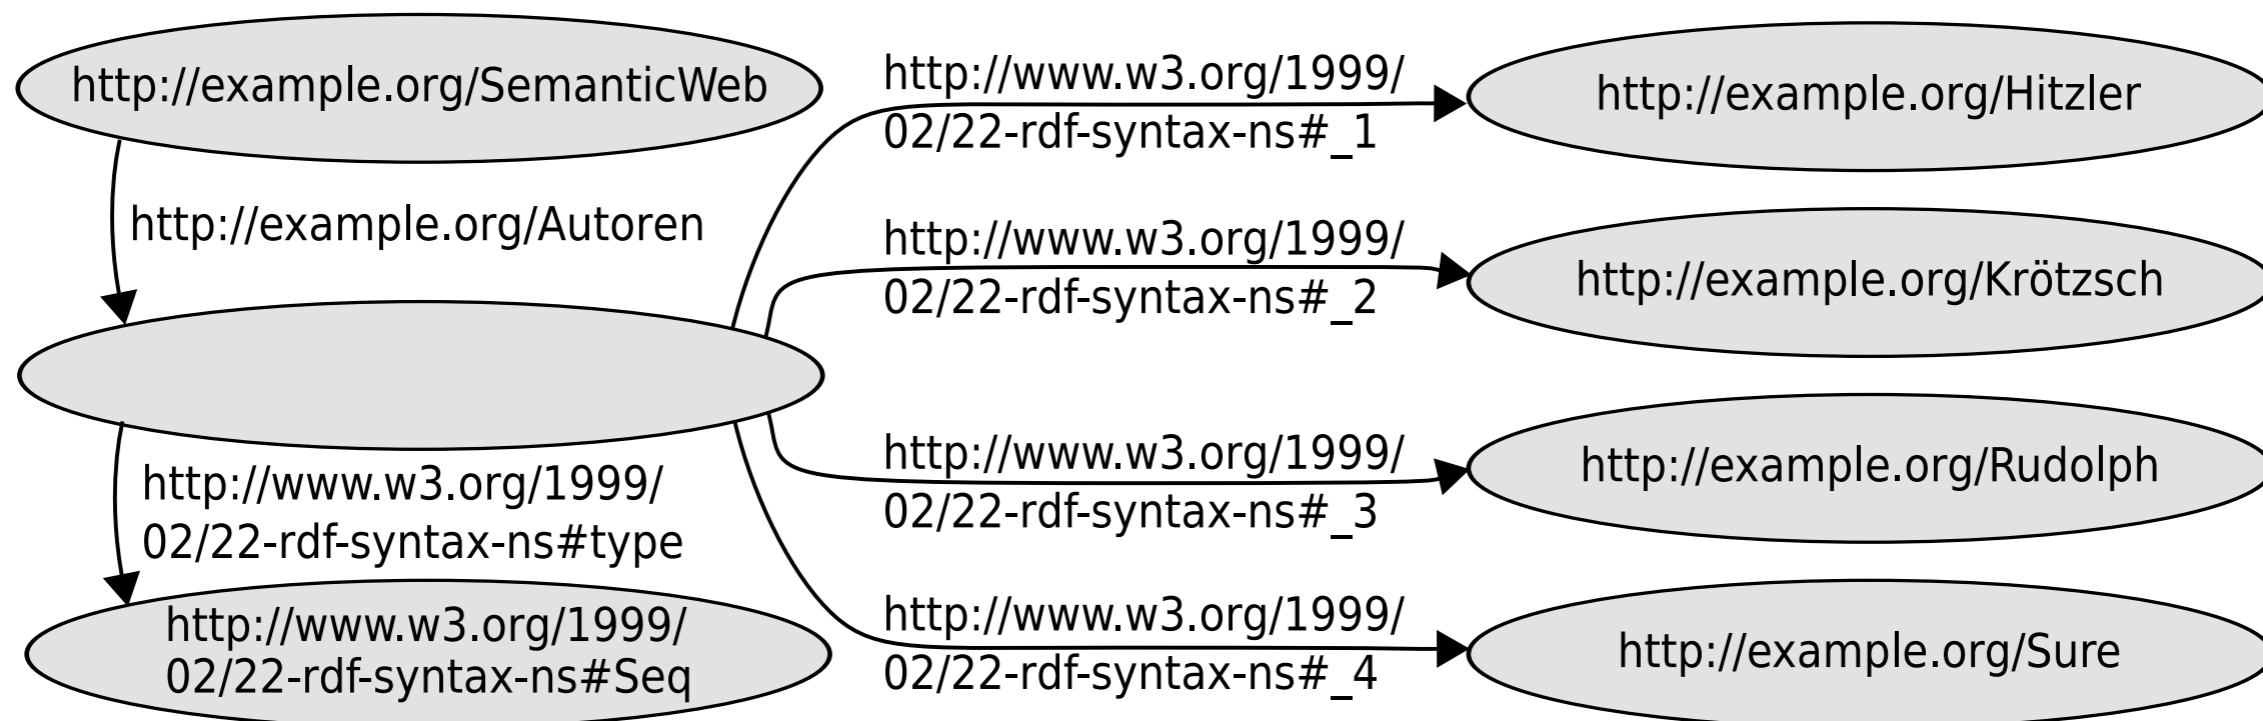 http://example.org/SemanticWeb
http://example.org/Autoren
http://www.w3.org/1999/
02/22-rdf-syntax-ns#type
http://www.w3.org/1999/
02/22-rdf-syntax-ns#Seq
http://www.w3.org/1999/
02/22-rdf-syntax-ns#_1
http://www.w3.org/1999/
02/22-rdf-syntax-ns#_2
http://www.w3.org/1999/
02/22-rdf-syntax-ns#_3
http://www.w3.org/1999/
02/22-rdf-syntax-ns#_4
http://example.org/Hitzler
http://example.org/Krötzsch
http://example.org/Rudolph
http://example.org/Sure